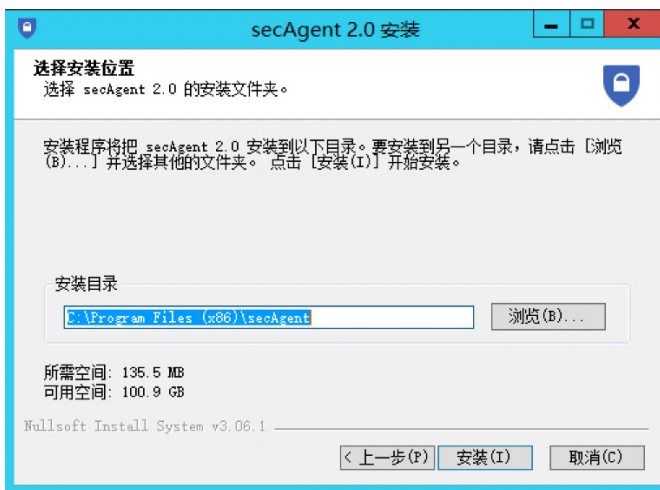 secAgent 2.0 安装
选择安装位置
选择 secAgent 2.0 的安装文件夹。
安装程序将把 secAgent 2.0 安装到以下目录。要安装到另一个目录，请点击 [浏览
(B)...] 并选择其他的文件夹。 点击 [安装(I)] 开始安装。
安装目录
C:\Program Files (x86)\secAgent
浏览(B)...
所需空间: 135.5 MB
可用空间: 100.9 GB
Nullsoft Install System v3.06.1
< 上一步(P) 安装(I) 取消(C)